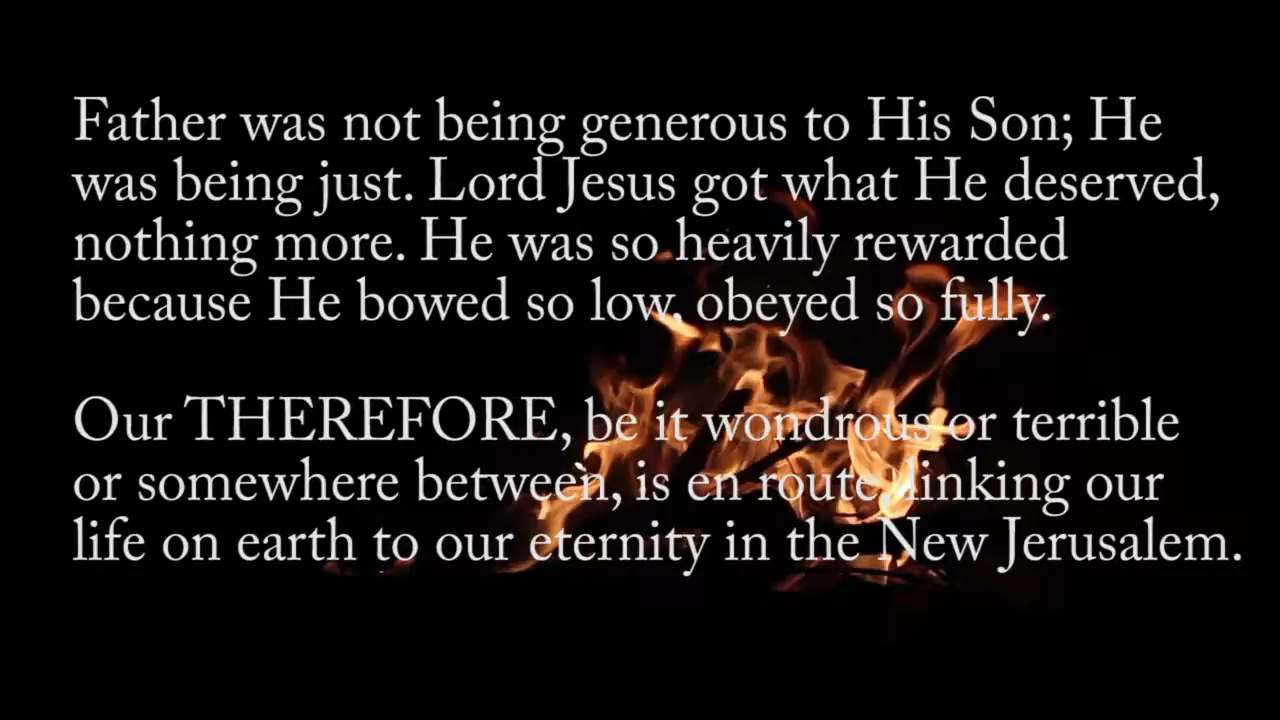 Father was not being generous to His Son; He
was being just. Lord Jesus got what He deserved,
nothing more. He was so heavily rewarded
because He bowed so low, obeyed so fully.
Our THEREFORE, be it wondrous or terrible
or somewhere between, is en route, linking our
life on earth to our eternity in the New Jerusalem.